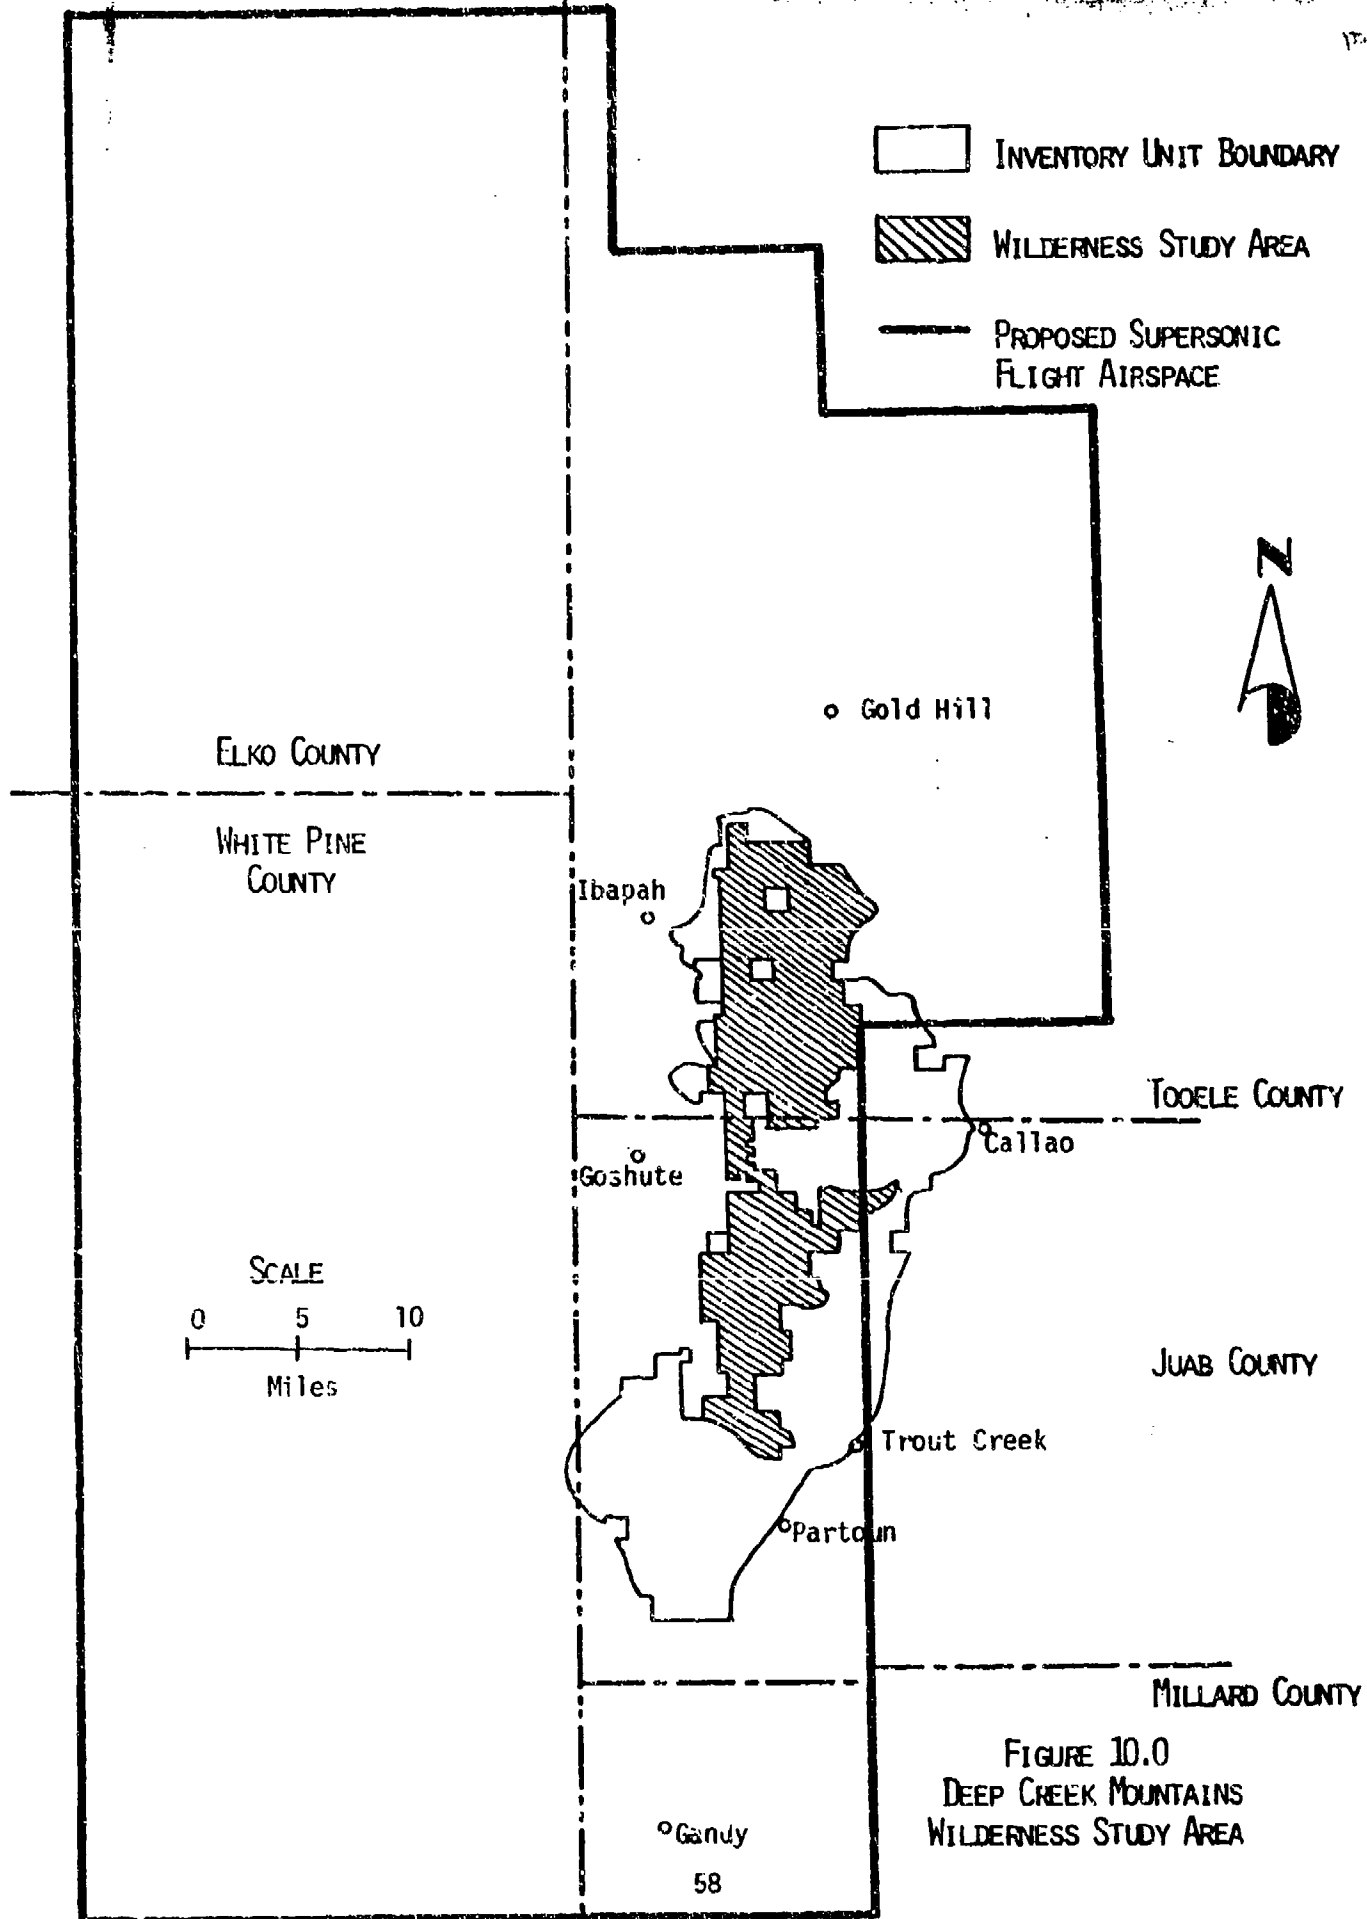 INVENTORY UNIT BOUNDARY
WILDERNESS STUDY AREA
PROPOSED SUPERSONIC
FLIGHT AIRSPACE
N
Gold Hill
ELKO COUNTY
WHITE PINE
COUNTY
Ibapah
TOOELE COUNTY
Callao
Goshute
SCALE
0 5 10
Miles
JUAB COUNTY
Trout Creek
Partoun
MILLARD COUNTY
FIGURE 10.0
DEEP CREEK MOUNTAINS
WILDERNESS STUDY AREA
Gandy
58